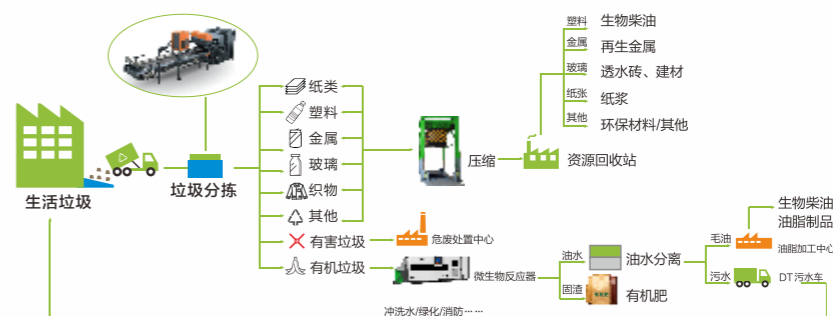 生活垃圾
垃圾分拣
纸类
塑料
金属
玻璃
织物
其他
有害垃圾
有机垃圾
压缩
资源回收站
塑料 生物柴油
金属 再生金属
玻璃 透水砖、建材
纸张 纸浆
其他 环保材料/其他
危废处置中心
微生物反应器
油水
固渣
油水分离
有机肥
毛油
污水
生物柴油
油脂制品
油脂加工中心
DT污水车
冲洗水/绿化/消防……